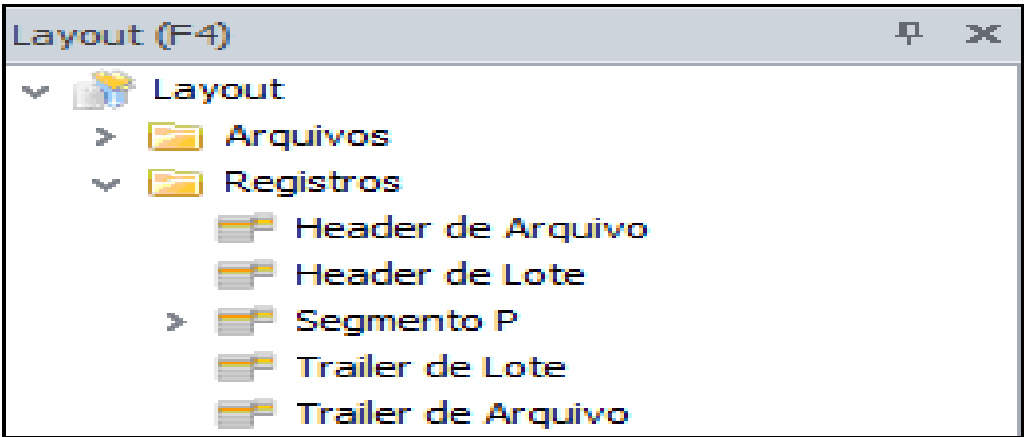 Layout (F4)
Layout
Arquivos
Registros
Header de Arquivo
Header de Lote
Segmento P
Trailer de Lote
Trailer de Arquivo